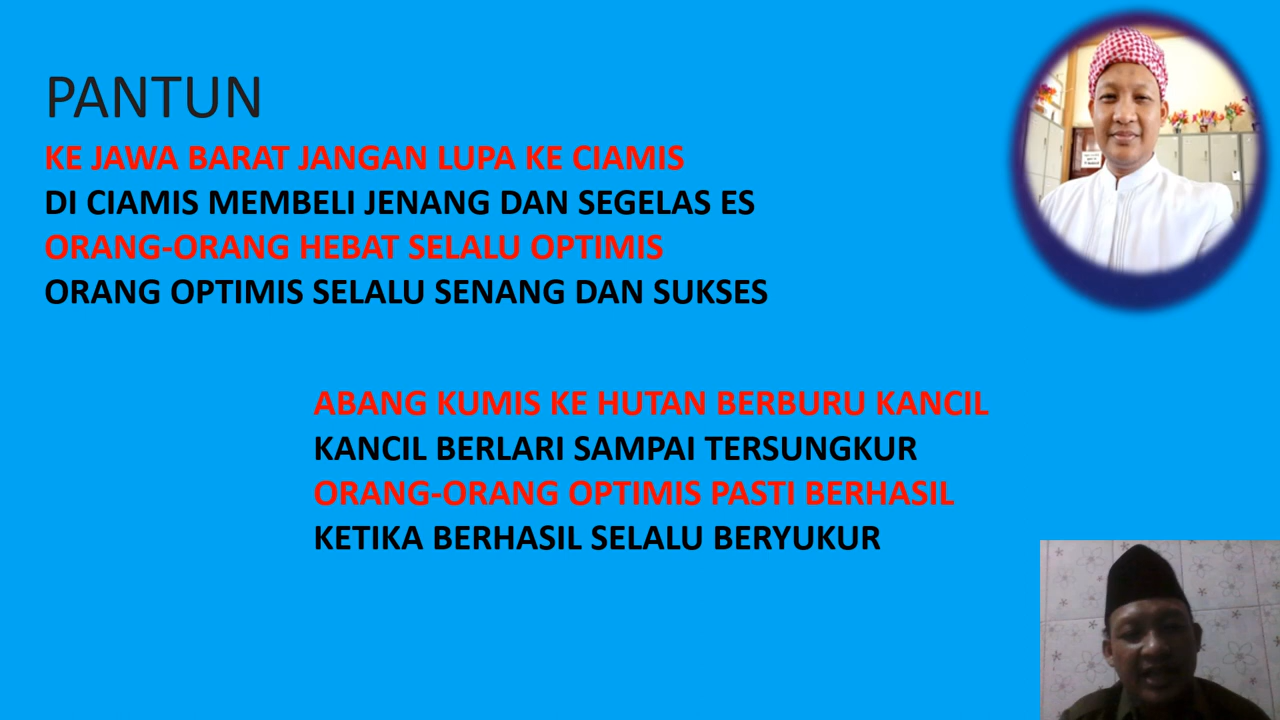 PANTUN
KE JAWA BARAT JANGAN LUPA KE CIAMIS
DI CIAMIS MEMBELI JENANG DAN SEGELAS ES
ORANG-ORANG HEBAT SELALU OPTIMIS
ORANG OPTIMIS SELALU SENANG DAN SUKSES
ABANG KUMIS KE HUTAN BERBURU KANCIL
KANCIL BERLARI SAMPAI TERSUNGKUR
ORANG-ORANG OPTIMIS PASTI BERHASIL
KETIKA BERHASIL SELALU BERYUKUR